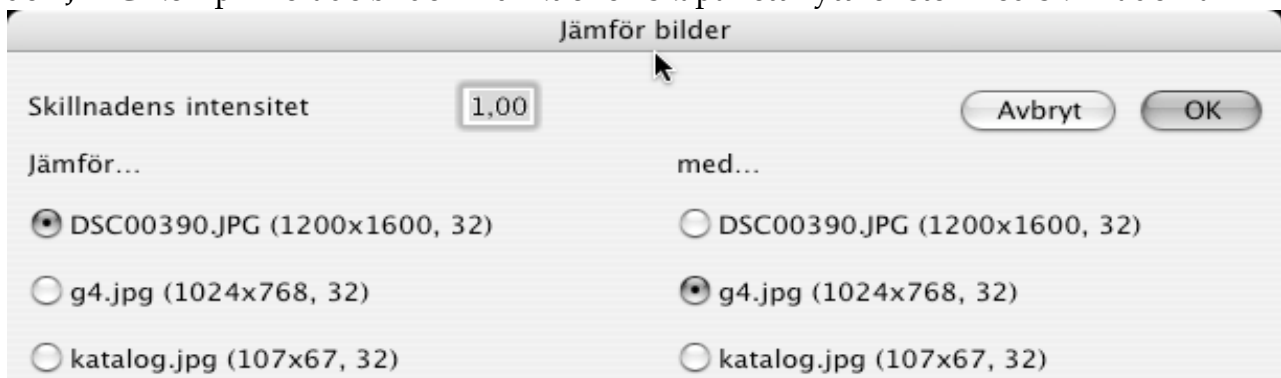 Jämför bilder
Skillnadens intensitet 1,00 Avbryt OK
Jämför... med...
DSC00390.JPG (1200x1600, 32) DSC00390.JPG (1200x1600, 32)
g4.jpg (1024x768, 32) g4.jpg (1024x768, 32)
katalog.jpg (107x67, 32) katalog.jpg (107x67, 32)